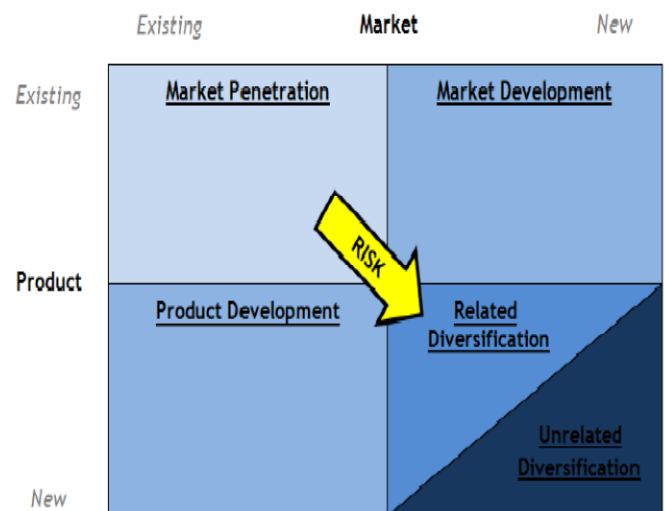 Existing Market New
Existing Market Penetration Market Development
RISK
Product
Product Development Related
Diversification
Unrelated
Diversification
New